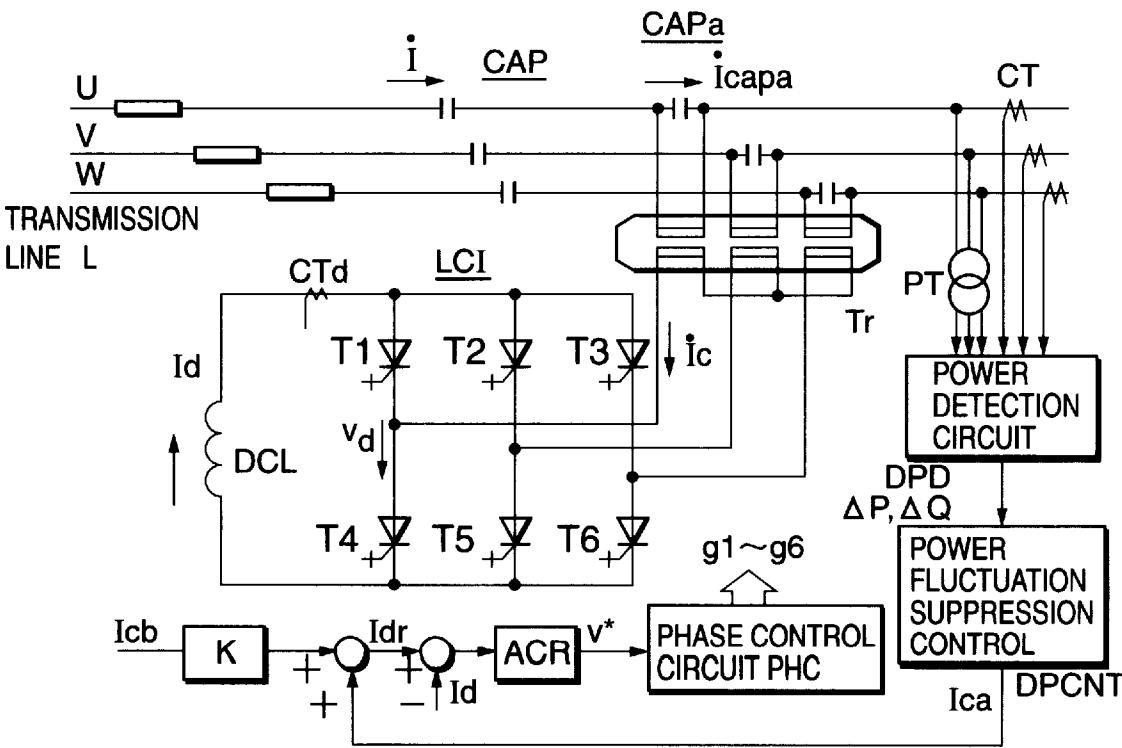 CAPa
İ
CAP
İcapa
CT
U
V
W
TRANSMISSION
LINE L
CTd
LCI
PT
Tr
T1
T2
T3
İc
Id
vd
DCL
POWER
DETECTION
CIRCUIT
DPD
ΔP, ΔQ
T4
T5
T6
g1~g6
POWER
FLUCTUATION
SUPPRESSION
CONTROL
Icb
K
+
+
Idr
+
−
Id
ACR
v*
PHASE CONTROL
CIRCUIT PHC
DPCNT
Ica